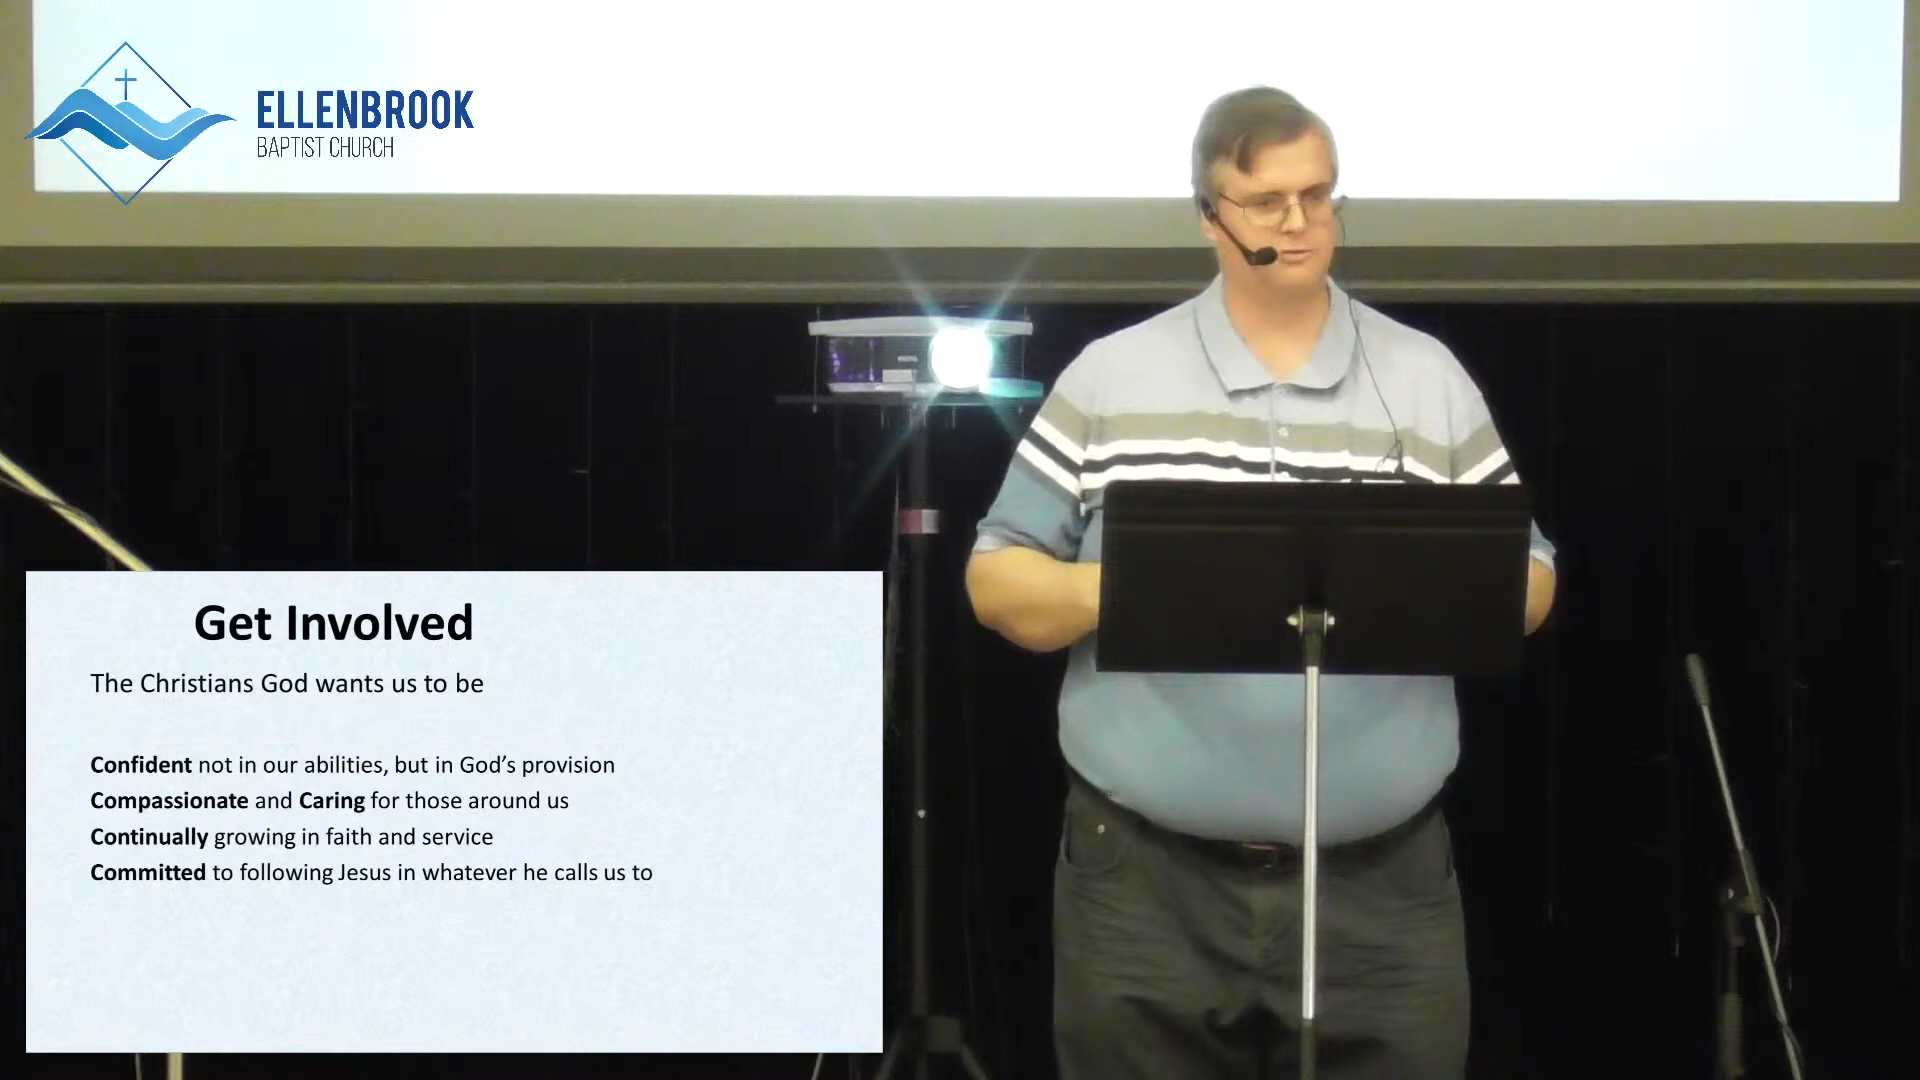 ELLENBROOK
BAPTIST CHURCH
Get Involved
The Christians God wants us to be
Confident not in our abilities, but in God’s provision
Compassionate and Caring for those around us
Continually growing in faith and service
Committed to following Jesus in whatever he calls us to